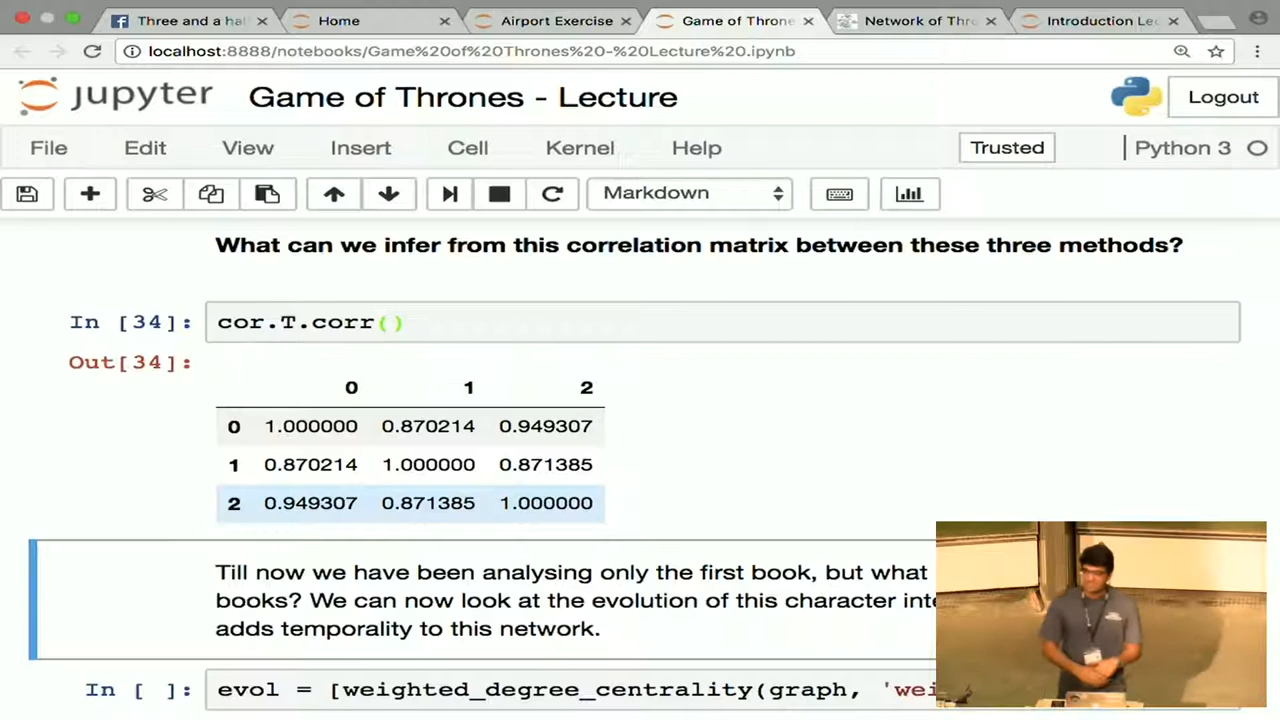 Three and a ha
Home
Airport Exercise
Game of Throne
Network of Thr
Introduction Le
localhost:8888/notebooks/Game%20of%20Thrones%20-%20Lecture%20.ipynb
jupyter Game of Thrones - Lecture
Logout
File Edit View Insert Cell Kernel Help
Trusted
Python 3
Markdown
What can we infer from this correlation matrix between these three methods?
In [34]: cor.T.corr()
Out[34]:
0 1 2
0 1.000000 0.870214 0.949307
1 0.870214 1.000000 0.871385
2 0.949307 0.871385 1.000000
Till now we have been analysing only the first book, but what
books? We can now look at the evolution of this character inte
adds temporality to this network.
In [ ]: evol = [weighted_degree_centrality(graph, 'wei